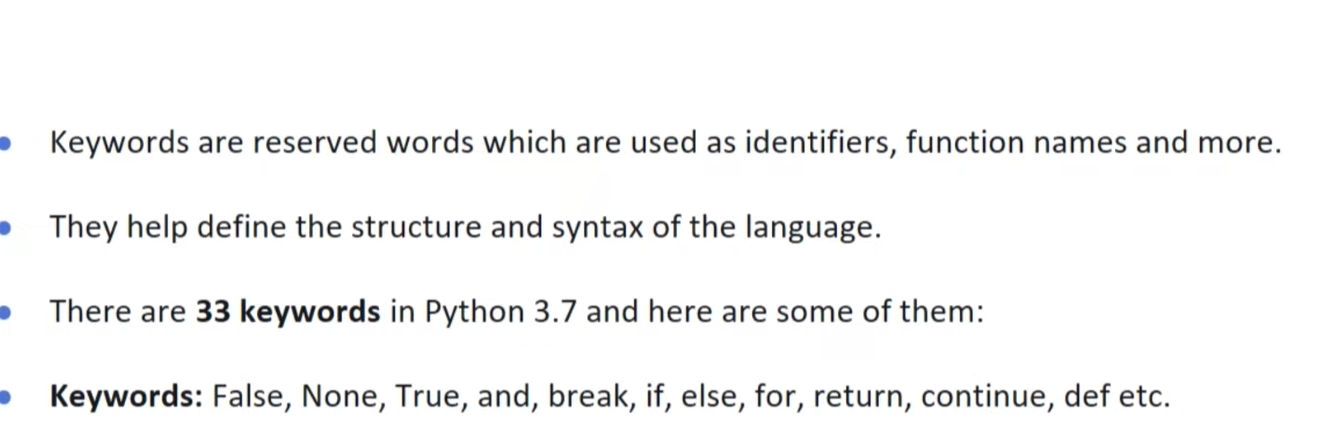 Keywords are reserved words which are used as identifiers, function names and more.
They help define the structure and syntax of the language.
There are 33 keywords in Python 3.7 and here are some of them:
Keywords: False, None, True, and, break, if, else, for, return, continue, def etc.